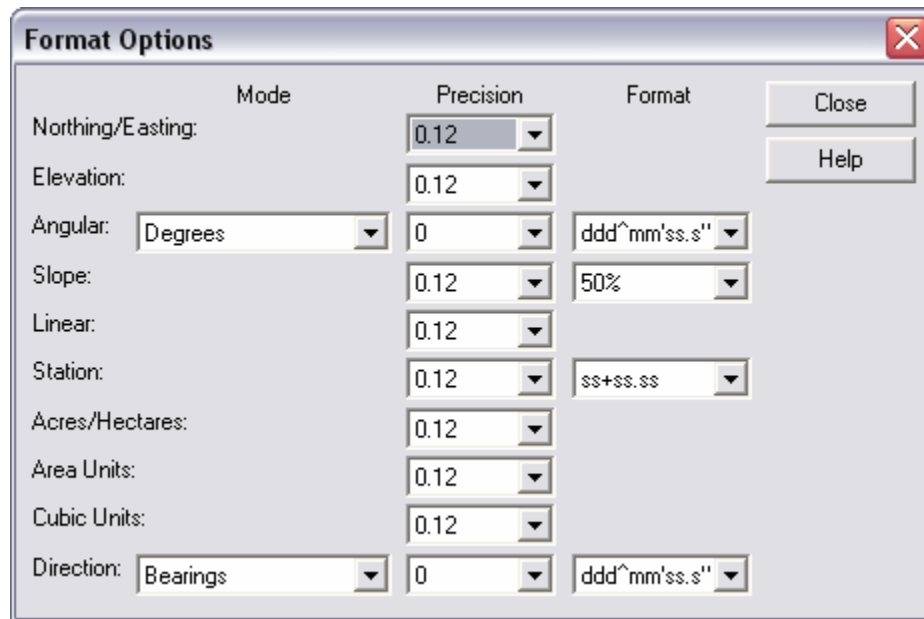 Format Options
Mode Precision Format
Close
Northing/Easting: 0.12
Help
Elevation: 0.12
Angular: Degrees 0 ddd^mm'ss.s"
Slope: 0.12 50%
Linear: 0.12
Station: 0.12 ss+ss.ss
Acres/Hectares: 0.12
Area Units: 0.12
Cubic Units: 0.12
Direction: Bearings 0 ddd^mm'ss.s"